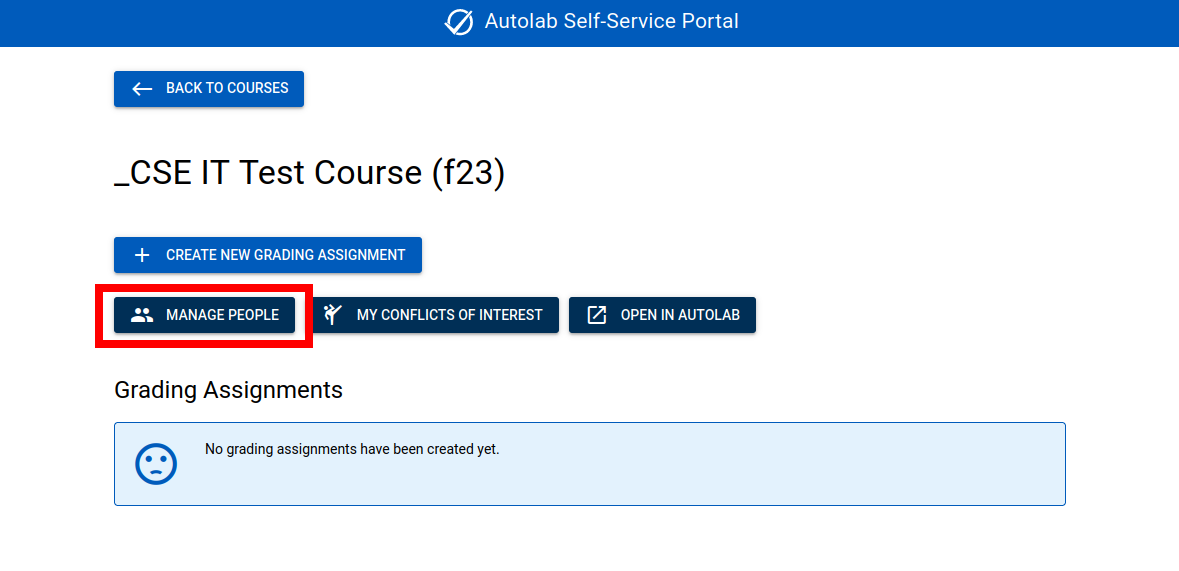 Autolab Self-Service Portal
BACK TO COURSES
_CSE IT Test Course (f23)
CREATE NEW GRADING ASSIGNMENT
MANAGE PEOPLE
MY CONFLICTS OF INTEREST
OPEN IN AUTOLAB
Grading Assignments
No grading assignments have been created yet.